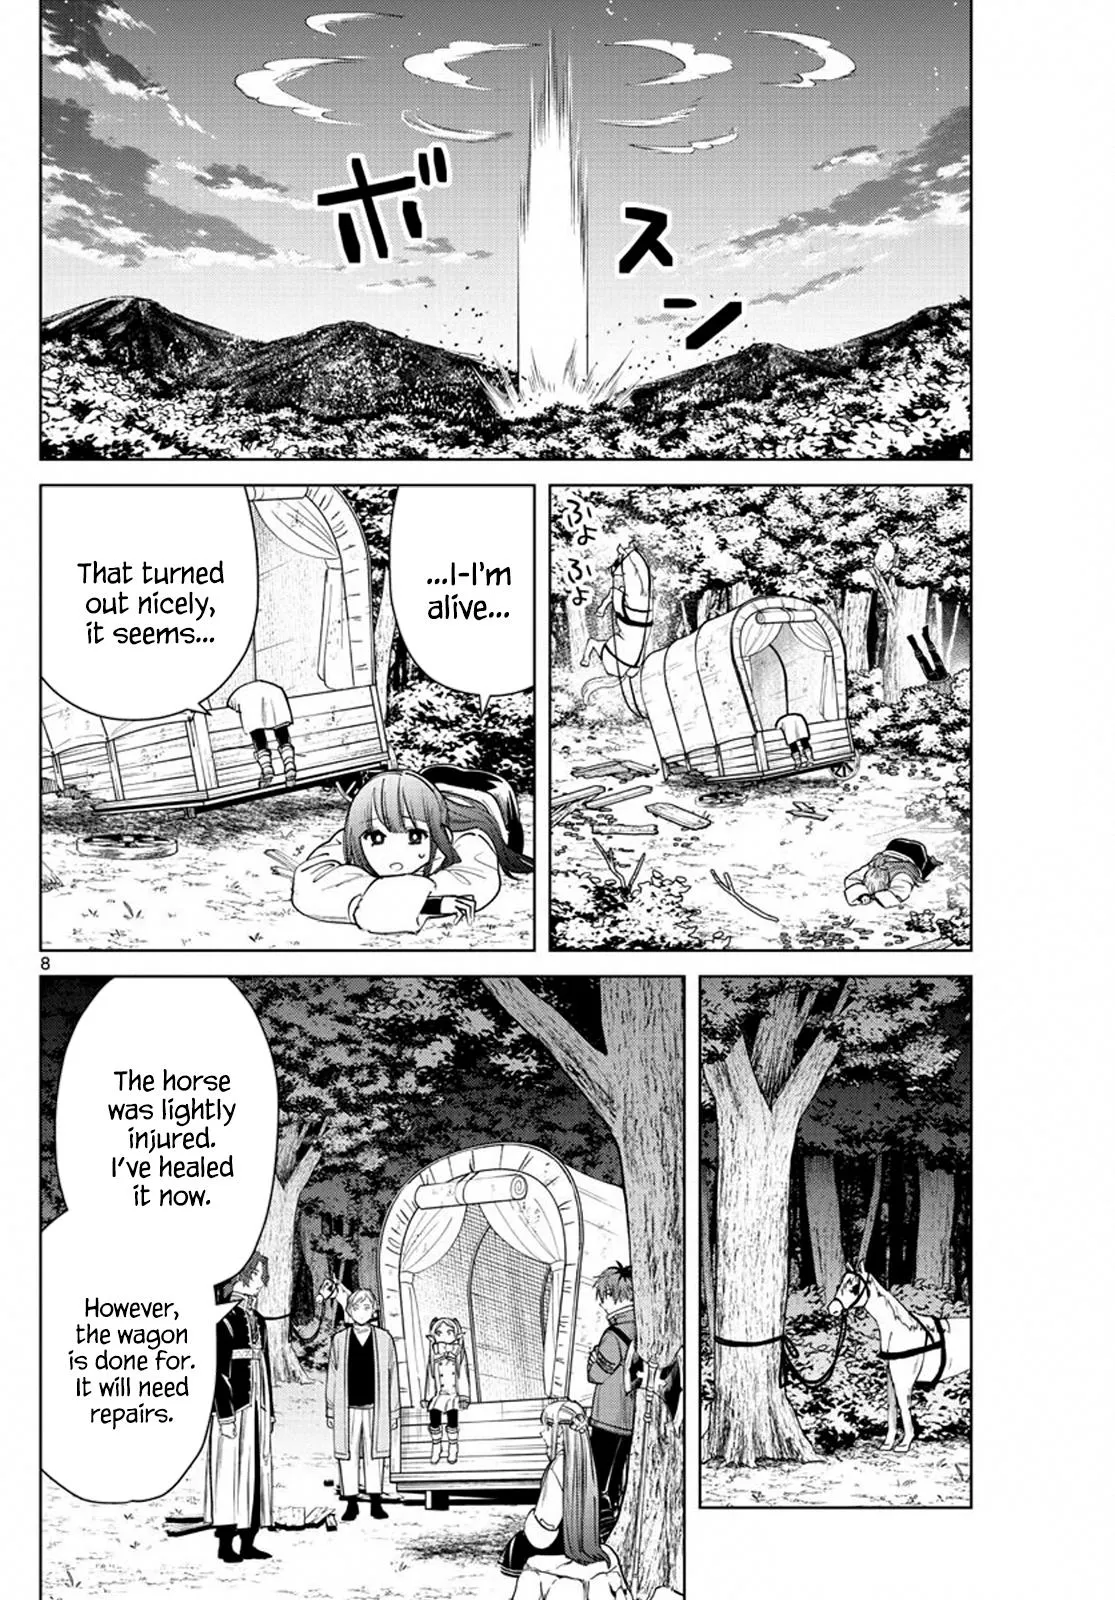 ボスン
ふよ
ふよ
...I-I'm
alive...
That turned
out nicely,
it seems...
8
The horse
was lightly
injured.
I've healed
it now.
However,
the wagon
is done for.
It will need
repairs.